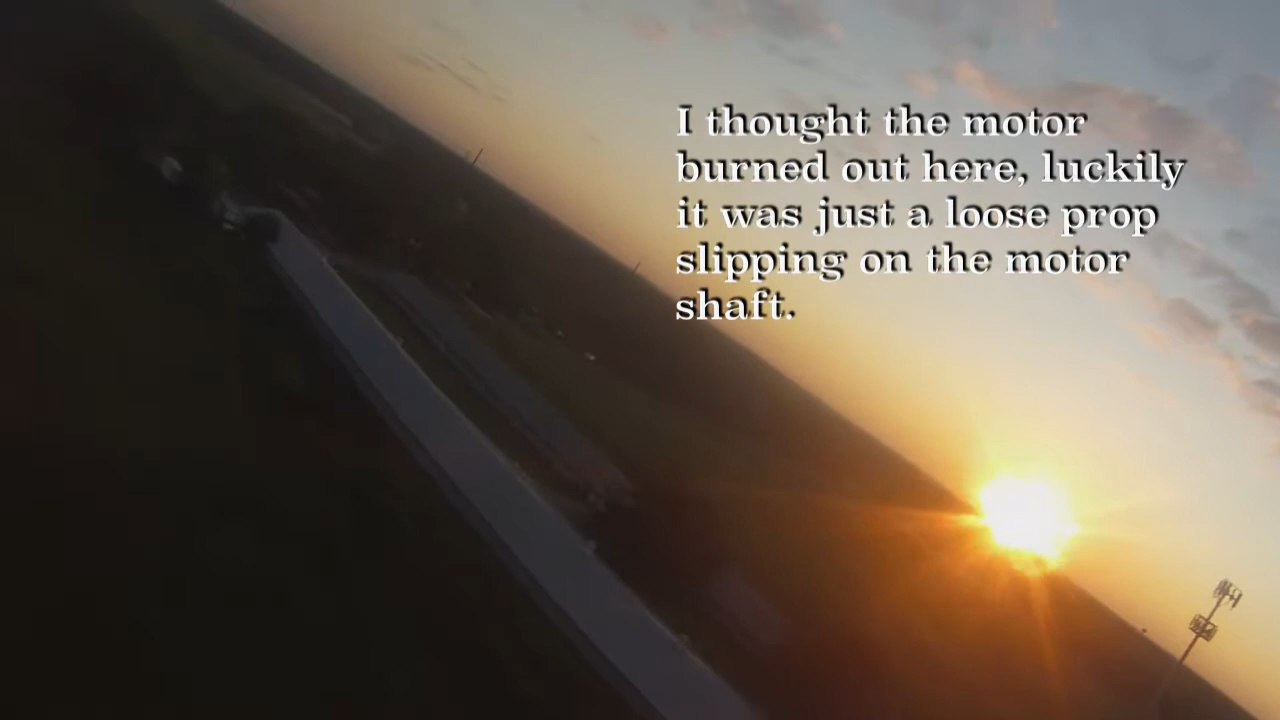 I thought the motor
burned out here, luckily
it was just a loose prop
slipping on the motor
shaft.